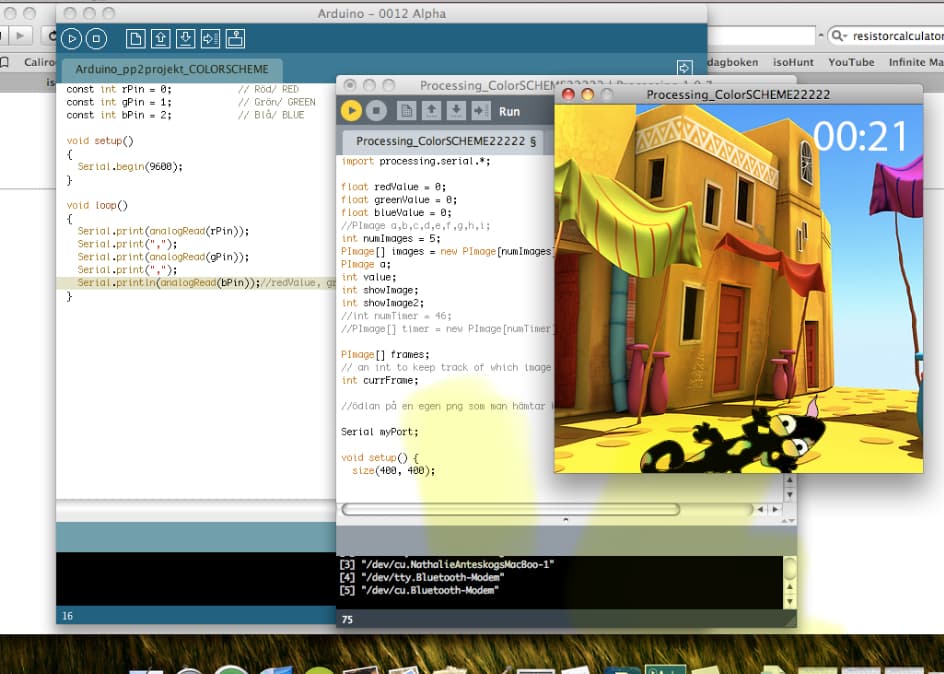 Arduino - 0012 Alpha
resistorcalculator
dagboken isoHunt YouTube Infinite Ma
Arduino_pp2projekt_COLORSCHEME
const int rPin = 0; // Röd/ RED
const int gPin = 1; // Grön/ GREEN
const int bPin = 2; // Blå/ BLUE
void setup()
{
Serial.begin(9600);
}
void loop()
{
Serial.print(analogRead(rPin));
Serial.print(",");
Serial.print(analogRead(gPin));
Serial.print(",");
Serial.println(analogRead(bPin));//redValue, gr
}
16
Processing_ColorSCHEME22222 | Processing 1.0.3
Run
Processing_ColorSCHEME22222 §
import processing.serial.*;
float redValue = 0;
float greenValue = 0;
float blueValue = 0;
//PImage a,b,c,d,e,f,g,h,i;
int numImages = 5;
PImage[] images = new PImage[numImages]
PImage a;
int value;
int showImage;
int showImage2;
//int numTimer = 46;
//PImage[] timer = new PImage[numTimer]
PImage[] frames;
// an int to keep track of which image
int currFrame;
//ödlan på en egen png som man hämtar
Serial myPort;
void setup() {
size(400, 400);
[3] "/dev/cu.NathalieAnteskogsMacBoo-1"
[4] "/dev/tty.Bluetooth-Modem"
[5] "/dev/cu.Bluetooth-Modem"
75
Processing_ColorSCHEME22222
00:21